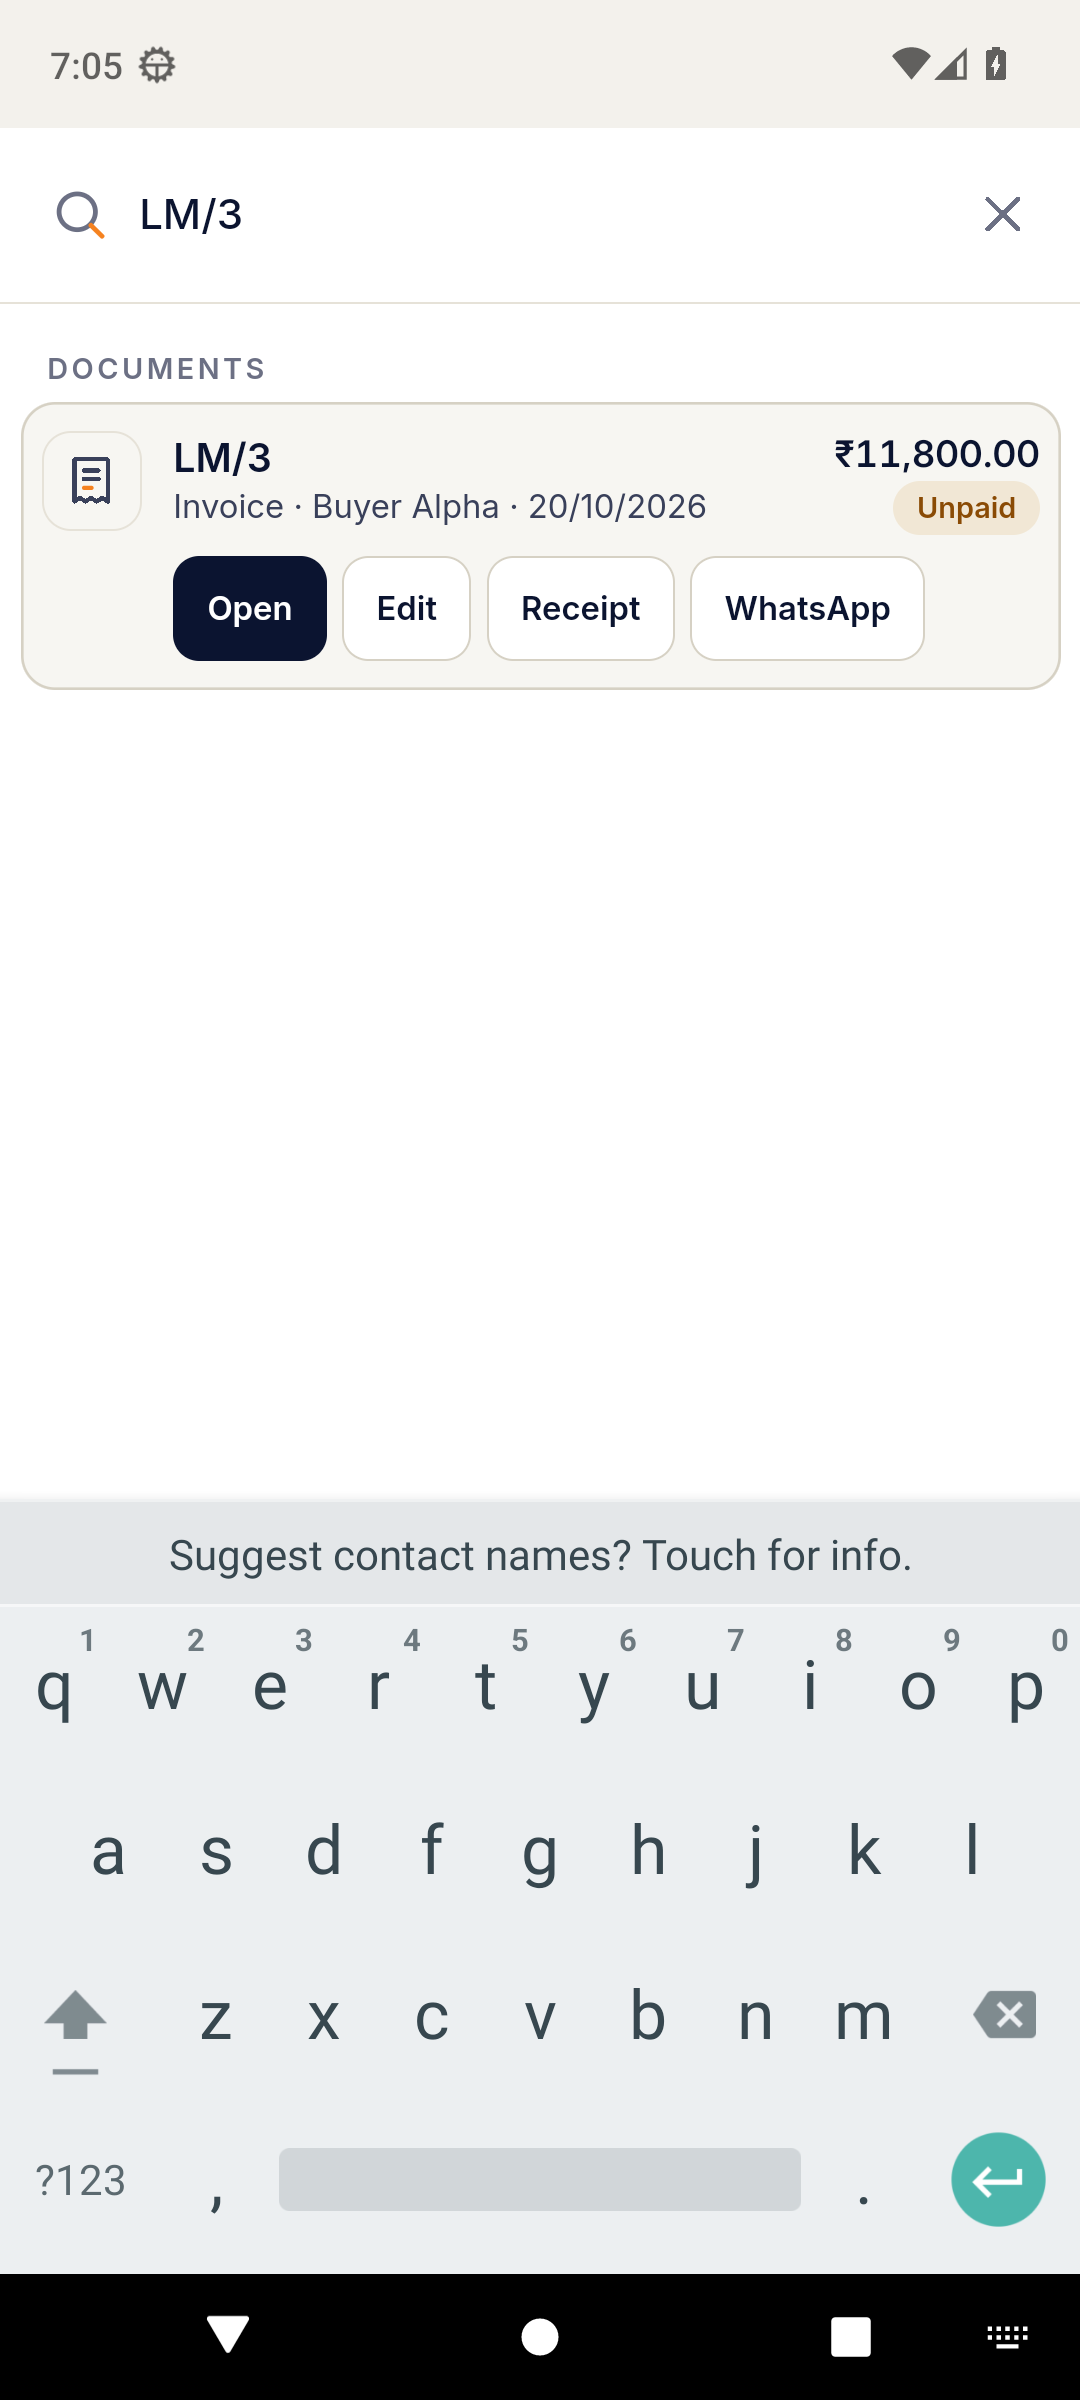 7:05
LM/3
DOCUMENTS
LM/3
₹11,800.00
Invoice · Buyer Alpha · 20/10/2026
Unpaid
Open Edit Receipt WhatsApp
Suggest contact names? Touch for info.
1 2 3 4 5 6 7 8 9 0
q w e r t y u i o p
a s d f g h j k l
z x c v b n m
?123 , .